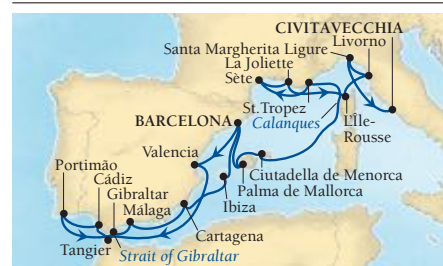 CIVITAVECCHIA
Santa Margherita Ligure
Livorno
La Joliette
Sète
St.Tropez
Calanques
L'Île-
Rousse
BARCELONA
Valencia
Portimão
Cádiz
Gibraltar
Málaga
Ciutadella de Menorca
Palma de Mallorca
Ibiza
Cartagena
Tangier
Strait of Gibraltar